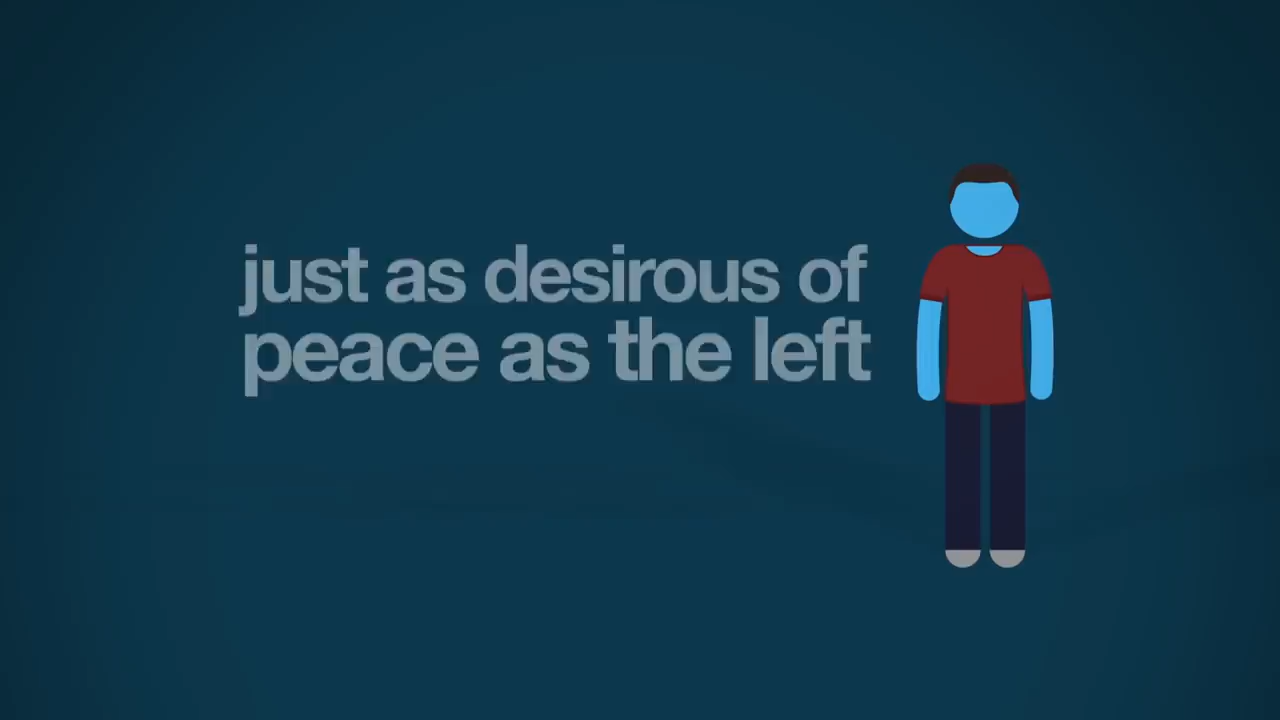 just as desirous of
peace as the left